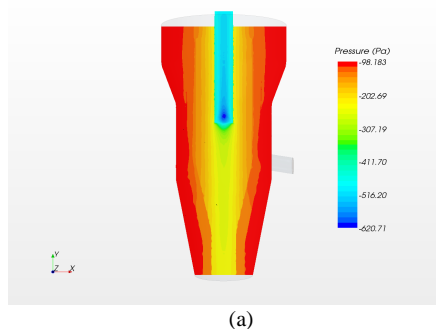 Pressure (Pa)
-98.183
-202.69
-307.19
-411.70
-516.20
-620.71
Y
Z X
(a)